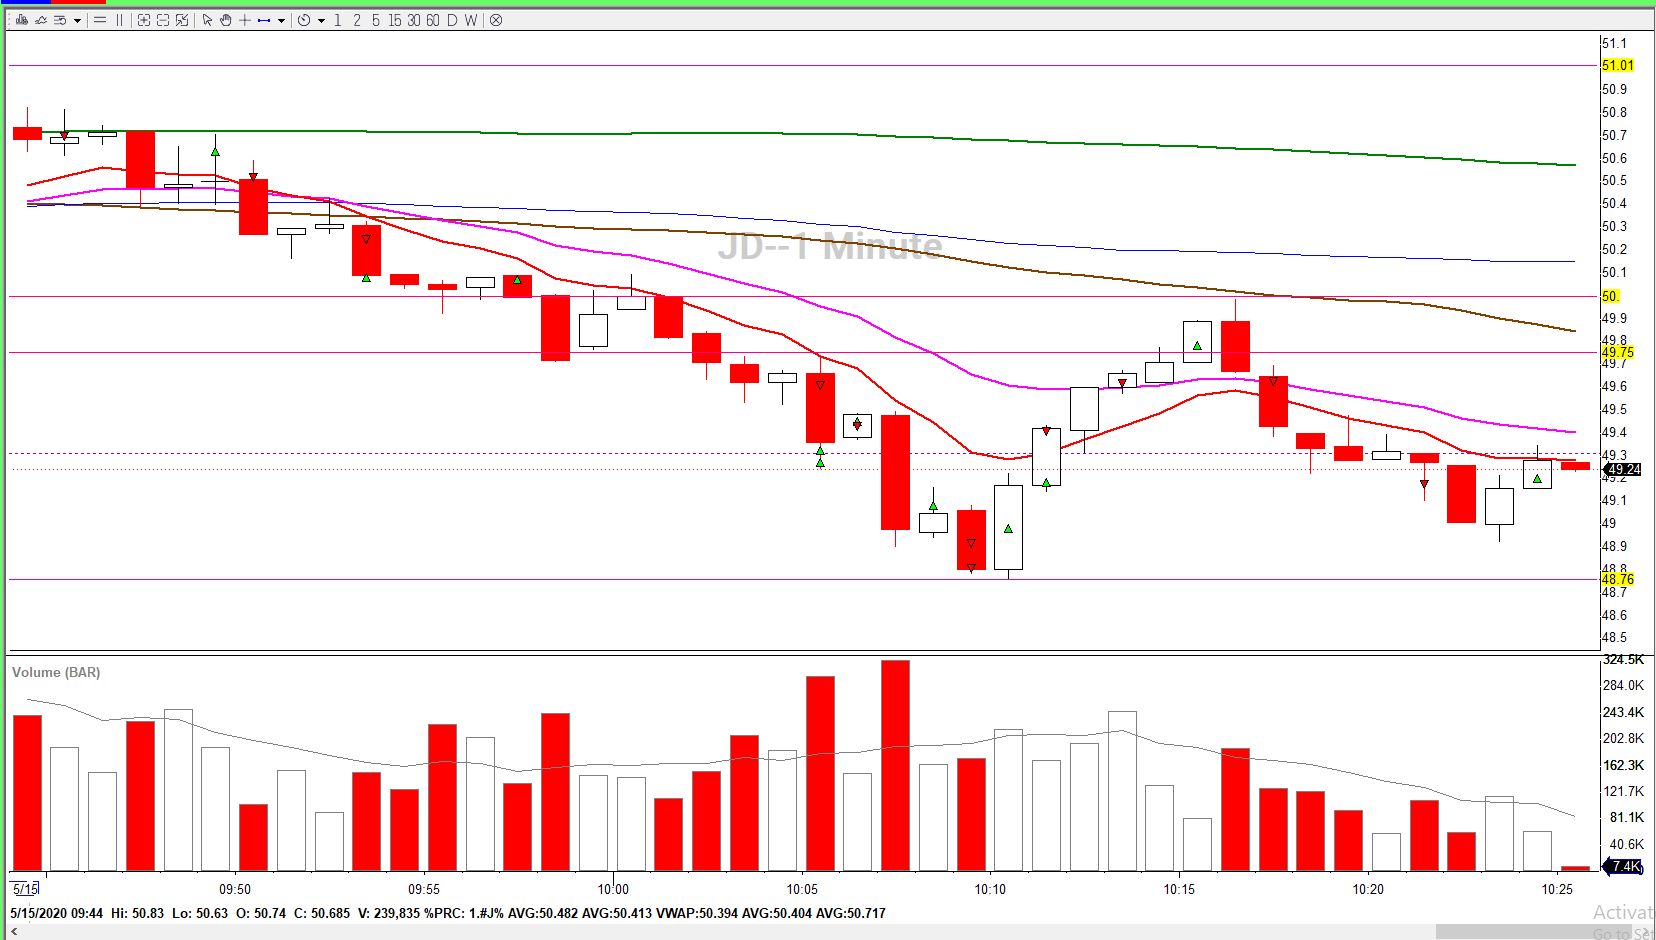 1 2 5 15 30 60 D W
JD--1 Minute
51.1
51.01
50.9
50.8
50.7
50.6
50.5
50.4
50.3
50.2
50.1
50.
49.9
49.8
49.75
49.7
49.6
49.5
49.4
49.3
49.24
49.2
49.1
49
48.9
48.8
48.76
48.7
48.6
48.5
Volume (BAR)
324.5K
284.0K
243.4K
202.8K
162.3K
121.7K
81.1K
40.6K
7.4K
5/15 09:50 09:55 10:00 10:05 10:10 10:15 10:20 10:25
5/15/2020 09:44 Hi: 50.83 Lo: 50.63 O: 50.74 C: 50.685 V: 239,835 %PRC: 1.#J% AVG:50.482 AVG:50.413 VWAP:50.394 AVG:50.404 AVG:50.717
Activat
Go to Set